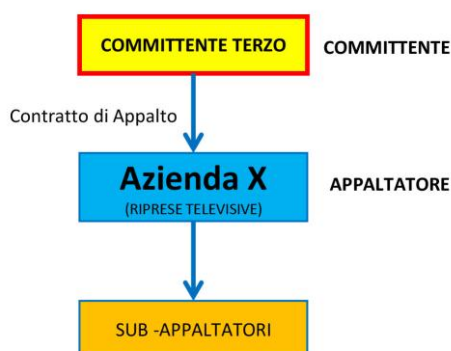 COMMITTENTE TERZO
COMMITTENTE
Contratto di Appalto
Azienda X
(RIPRESE TELEVISIVE)
APPALTATORE
SUB -APPALTATORI